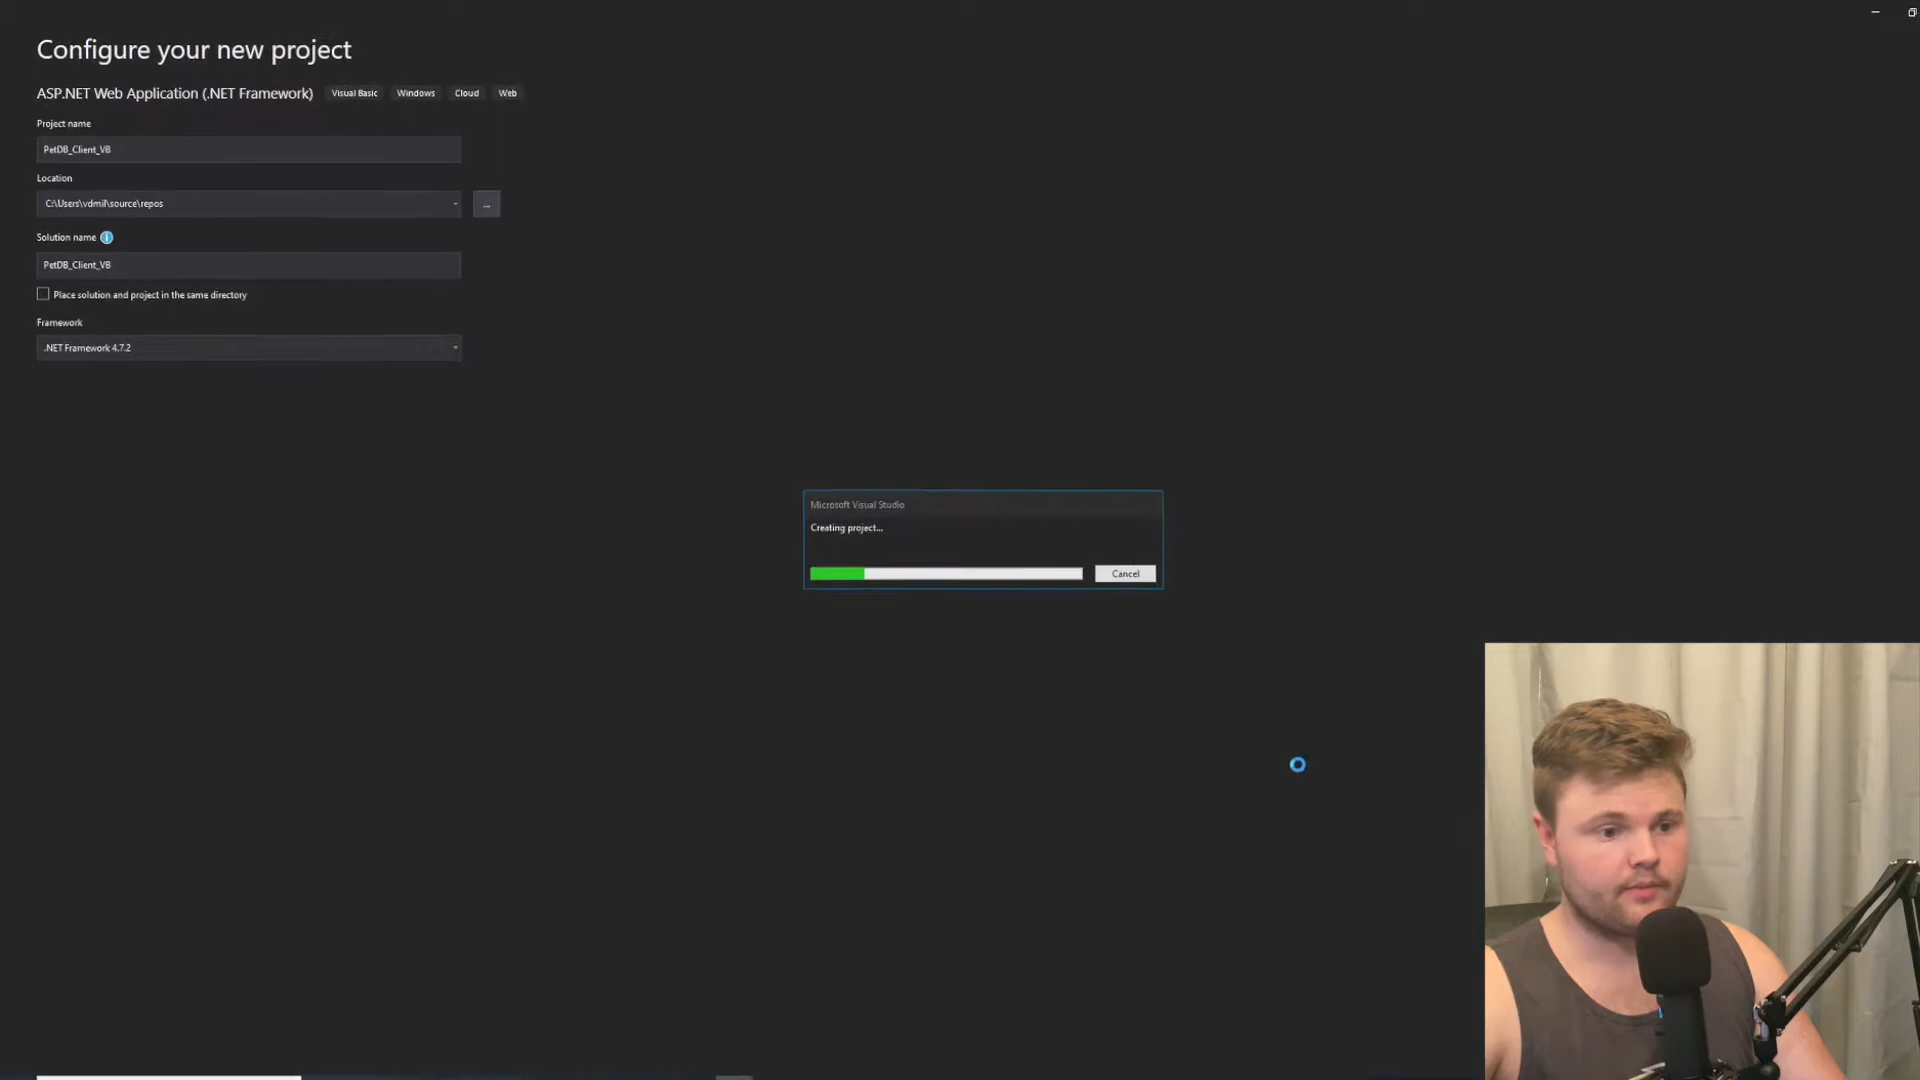 Configure your new project
ASP.NET Web Application (.NET Framework) Visual Basic Windows Cloud Web
Project name
PetDB_Client_VB
Location
C:\Users\vdmil\source\repos
...
Solution name
PetDB_Client_VB
Place solution and project in the same directory
Framework
.NET Framework 4.7.2
Microsoft Visual Studio
Creating project...
Cancel